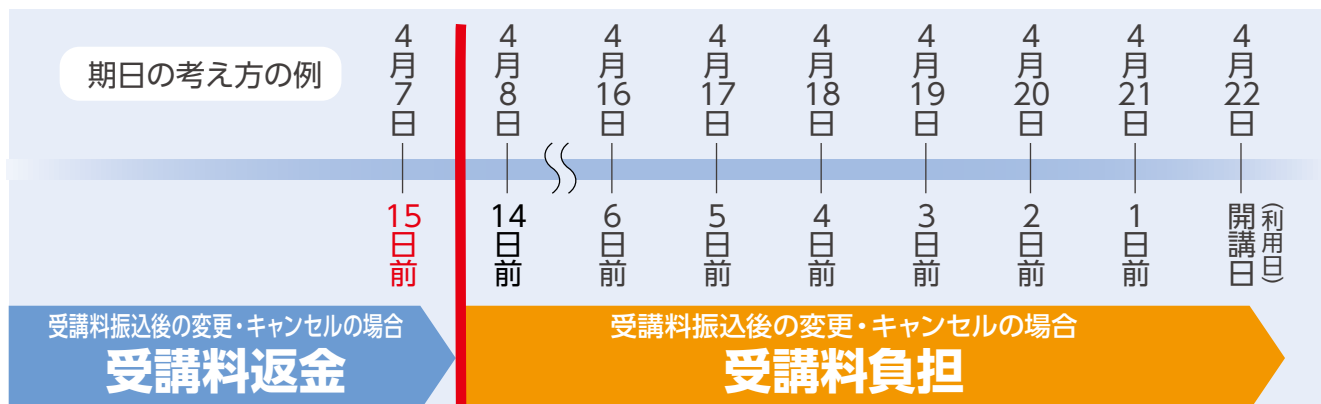 期日の考え方の例
4月7日
4月8日
4月16日
4月17日
4月18日
4月19日
4月20日
4月21日
4月22日
15日前
14日前
6日前
5日前
4日前
3日前
2日前
1日前
開講日
(利用日)
受講料振込後の変更・キャンセルの場合
受講料返金
受講料振込後の変更・キャンセルの場合
受講料負担